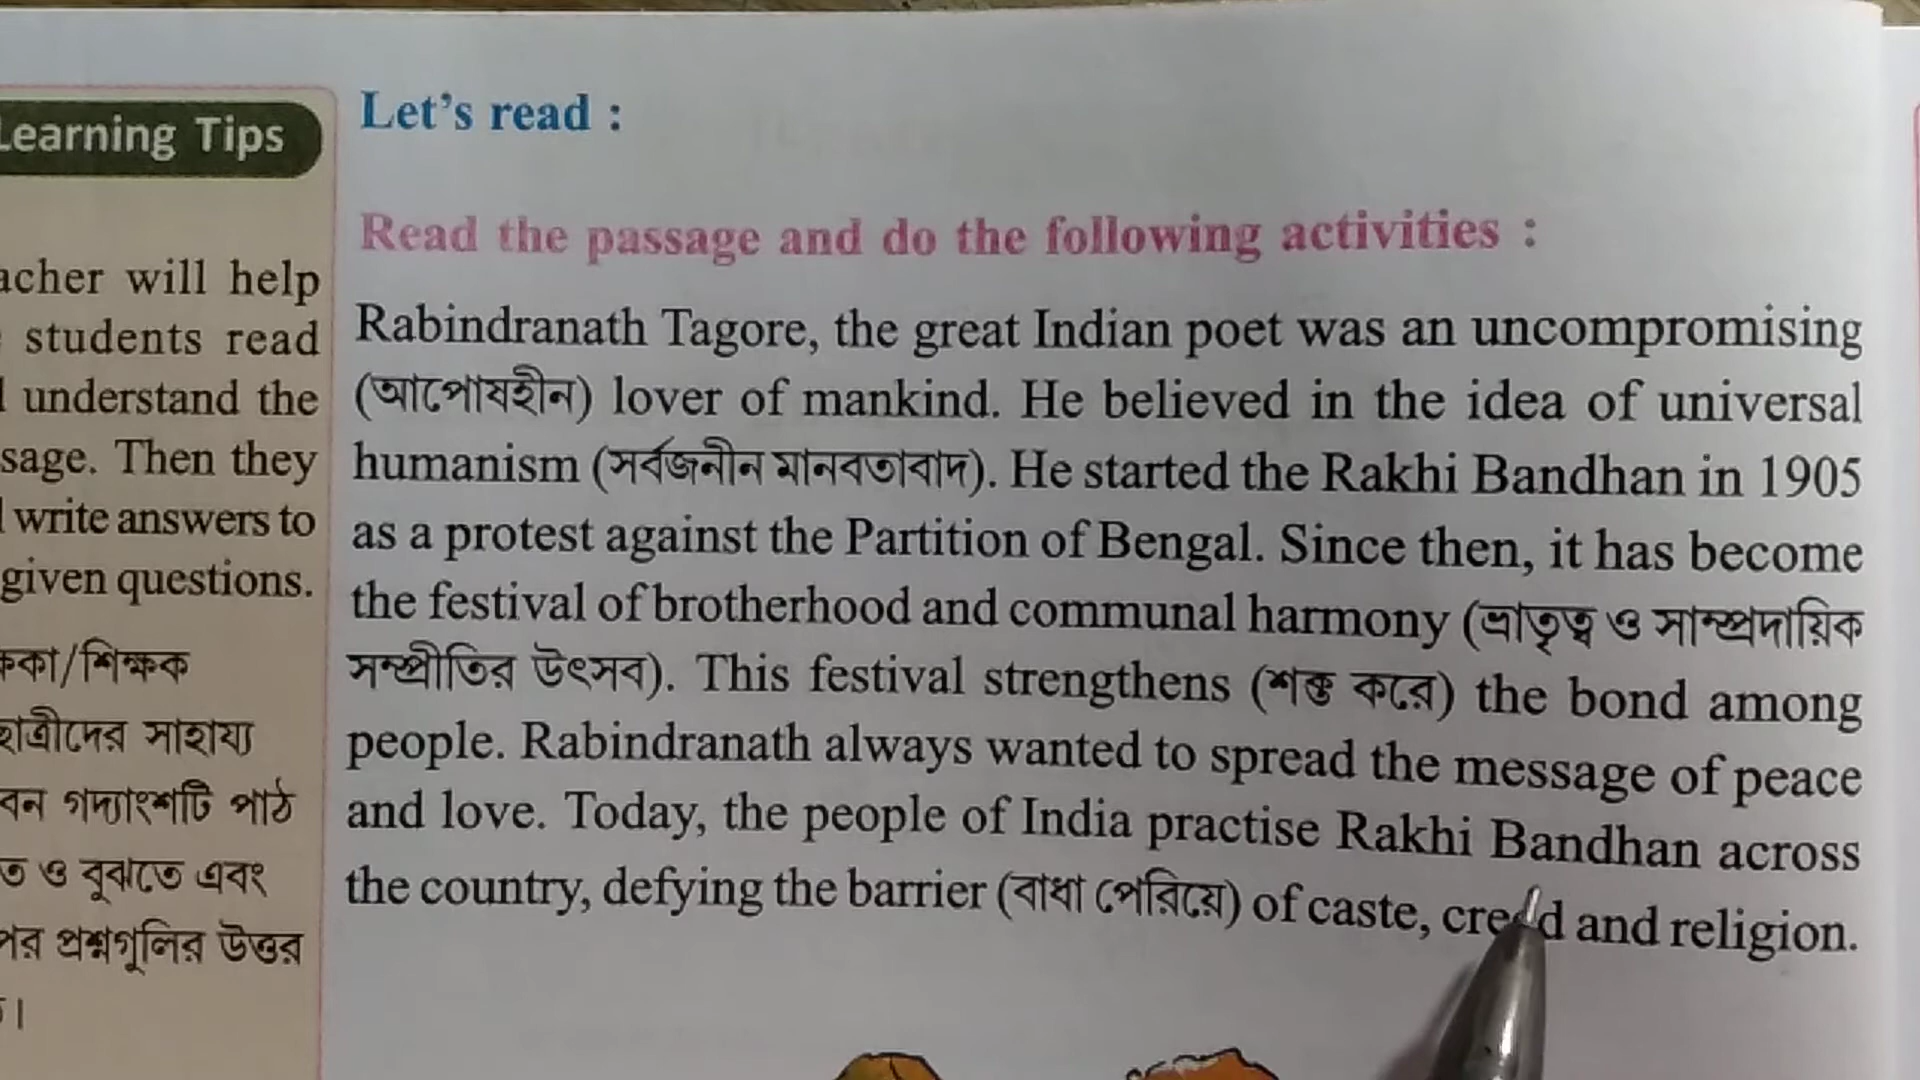 Learning Tips
acher will help
students read
understand the
sage. Then they
write answers to
given questions.
ককা/শিক্ষক
ছাত্রীদের সাহায্য
বন গদ্যাংশটি পাঠ
ত ও বুঝতে এবং
পর প্রশ্নগুলির উত্তর
Let's read :
Read the passage and do the following activities :
Rabindranath Tagore, the great Indian poet was an uncompromising
(আপোষহীন) lover of mankind. He believed in the idea of universal
humanism (সর্বজনীন মানবতাবাদ). He started the Rakhi Bandhan in 1905
as a protest against the Partition of Bengal. Since then, it has become
the festival of brotherhood and communal harmony (ভ্রাতৃত্ব ও সাম্প্রদায়িক
সম্প্রীতির উৎসব). This festival strengthens (শক্ত করে) the bond among
people. Rabindranath always wanted to spread the message of peace
and love. Today, the people of India practise Rakhi Bandhan across
the country, defying the barrier (বাধা পেরিয়ে) of caste, creed and religion.